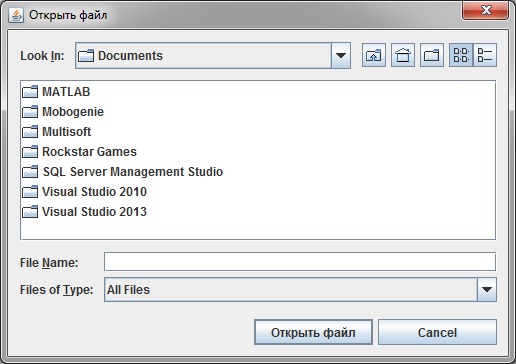 Открыть файл
Look In: Documents
MATLAB
Mobogenie
Multisoft
Rockstar Games
SQL Server Management Studio
Visual Studio 2010
Visual Studio 2013
File Name:
Files of Type: All Files
Открыть файл Cancel